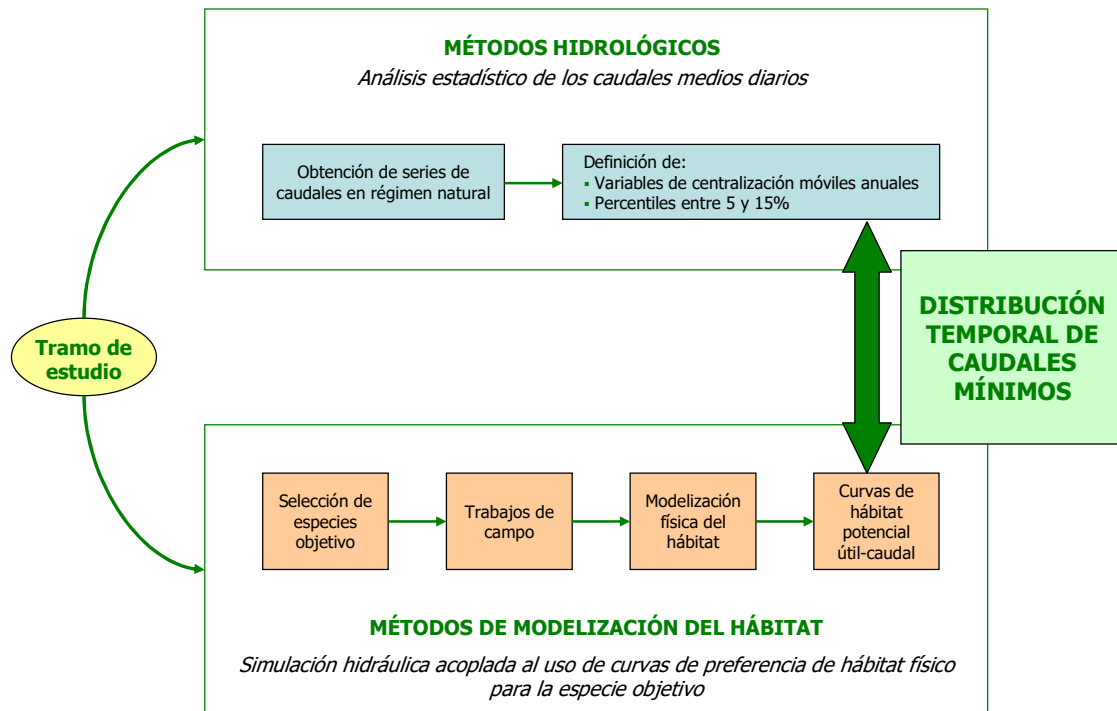 MÉTODOS HIDROLÓGICOS
Análisis estadístico de los caudales medios diarios
Obtención de series de
caudales en régimen natural
Definición de:
▪ Variables de centralización móviles anuales
▪ Percentiles entre 5 y 15%
DISTRIBUCIÓN
TEMPORAL DE
CAUDALES
MÍNIMOS
Tramo de
estudio
Selección de
especies
objetivo
Trabajos de
campo
Modelización
física del
hábitat
Curvas de
hábitat
potencial
útil-caudal
MÉTODOS DE MODELIZACIÓN DEL HÁBITAT
Simulación hidráulica acoplada al uso de curvas de preferencia de hábitat físico
para la especie objetivo